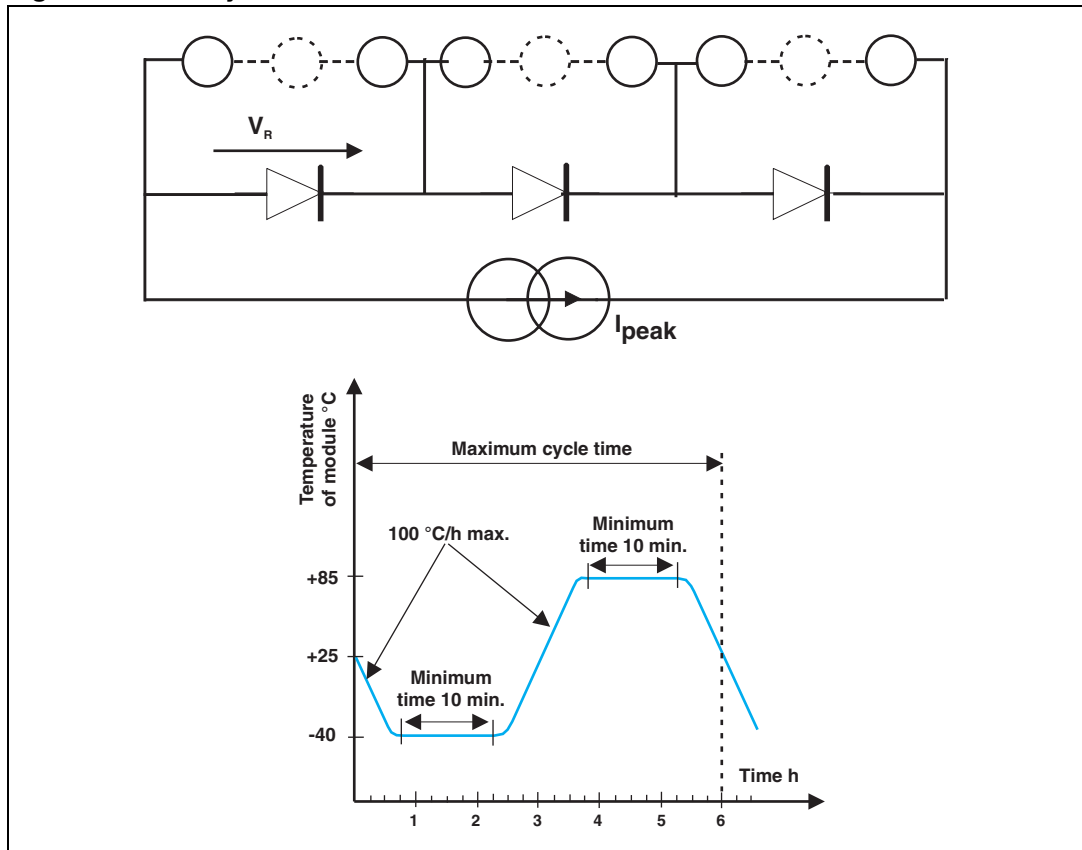 V_R
I_peak
Temperature
of module °C
Maximum cycle time
100 °C/h max.
Minimum
time 10 min.
+85
+25
Minimum
time 10 min.
-40
Time h
1 2 3 4 5 6